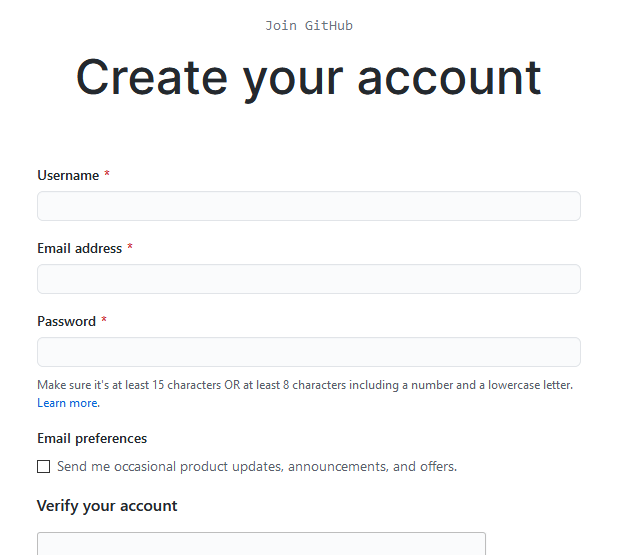 Join GitHub
Create your account
Username *
Email address *
Password *
Make sure it's at least 15 characters OR at least 8 characters including a number and a lowercase letter.
Learn more.
Email preferences
Send me occasional product updates, announcements, and offers.
Verify your account